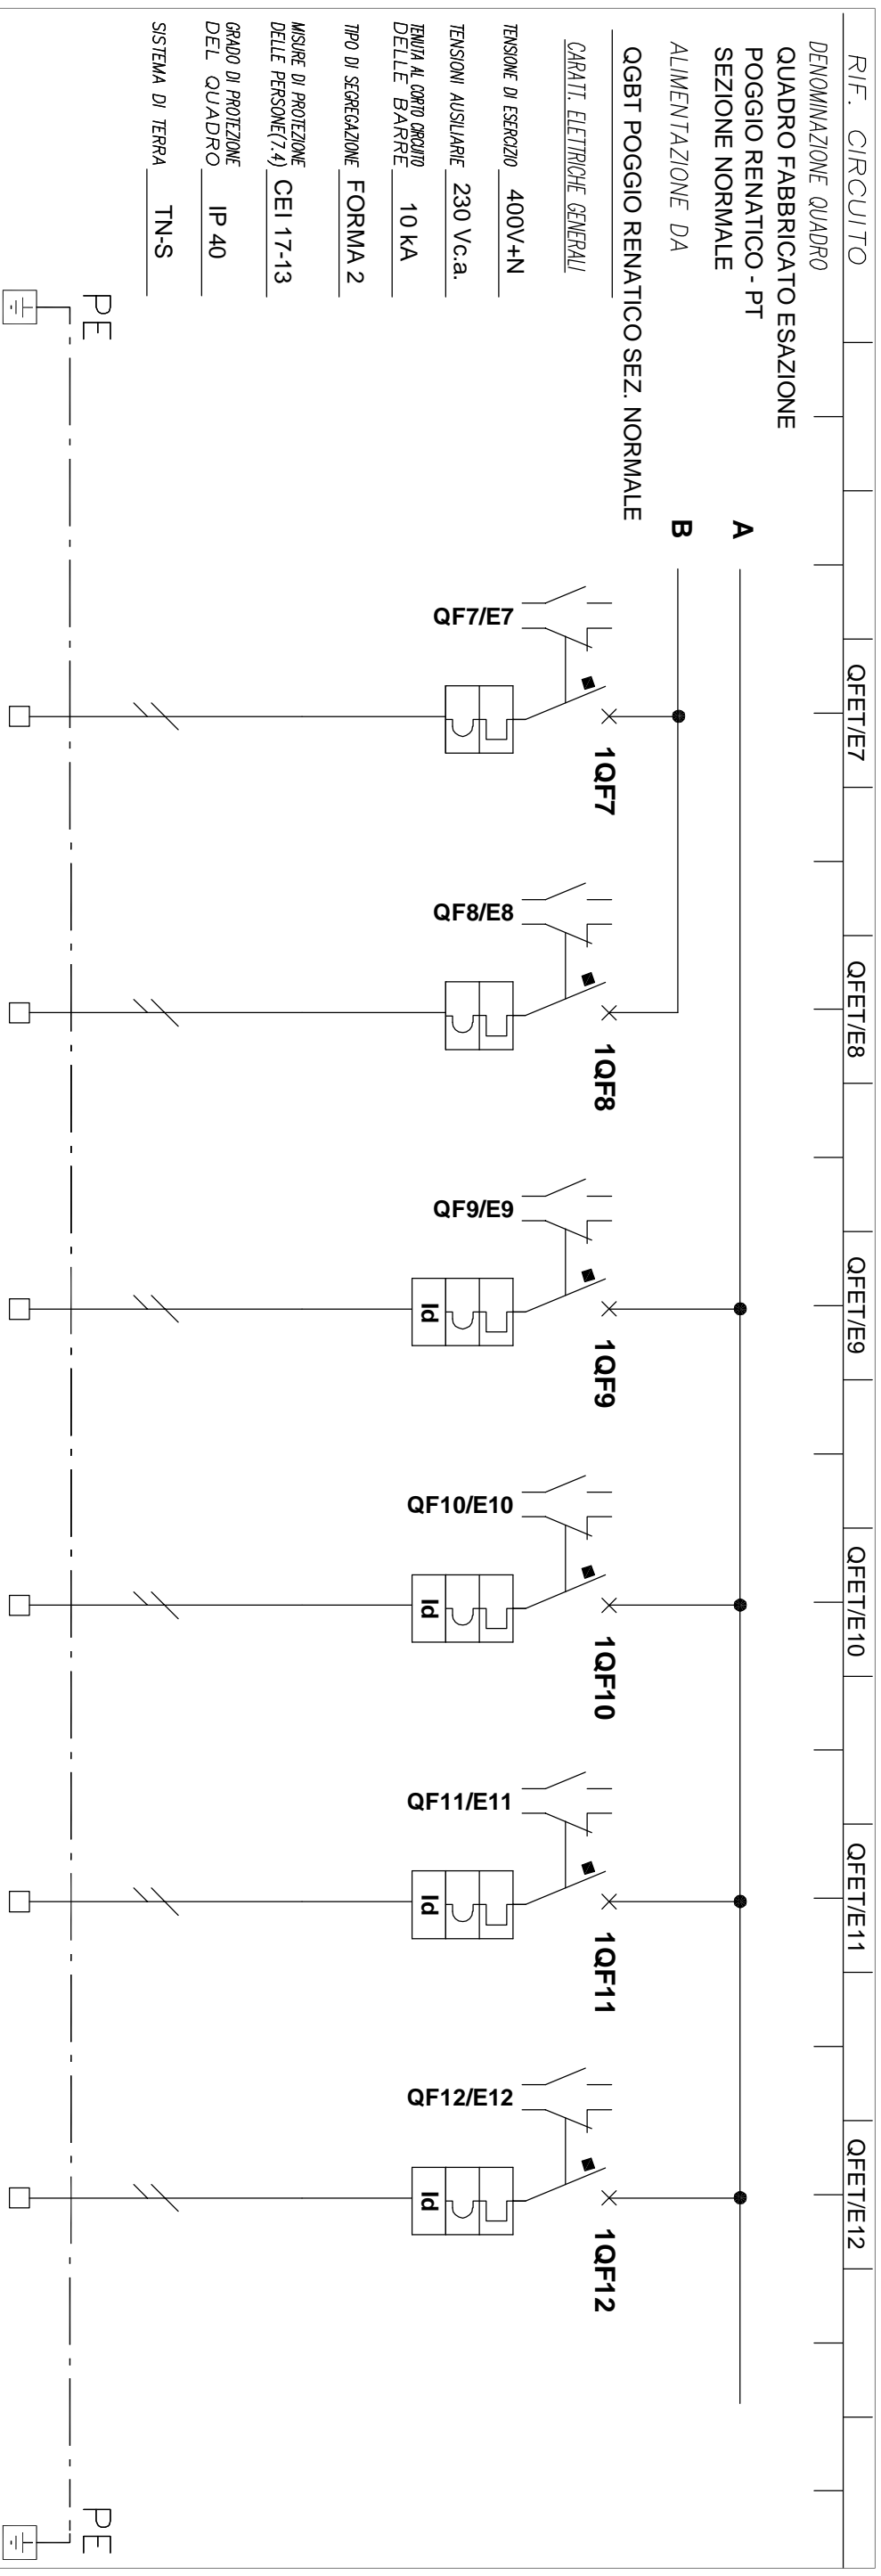 RIF. CIRCUITO
QFET/E7
QFET/E8
QFET/E9
QFET/E10
QFET/E11
QFET/E12
DENOMINAZIONE QUADRO
QUADRO FABBRICATO ESAZIONE
POGGIO RENATICO - PT
SEZIONE NORMALE
ALIMENTAZIONE DA
QGBT POGGIO RENATICO SEZ. NORMALE
CARATT. ELETTRICHE GENERALI
TENSIONE DI ESERCIZIO 400V+N
TENSIONI AUSILIARIE 230 Vc.a.
TENUTA AL CORTO CIRCUITO
DELLE BARRE 10 kA
TIPO DI SEGREGAZIONE FORMA 2
MISURE DI PROTEZIONE
DELLE PERSONE(7.4) CEI 17-13
GRADO DI PROTEZIONE
DEL QUADRO IP 40
SISTEMA DI TERRA TN-S
A
B
1QF7
1QF8
1QF9
1QF10
1QF11
1QF12
QF7/E7
QF8/E8
QF9/E9
QF10/E10
QF11/E11
QF12/E12
Id
Id
Id
Id
PE
PE